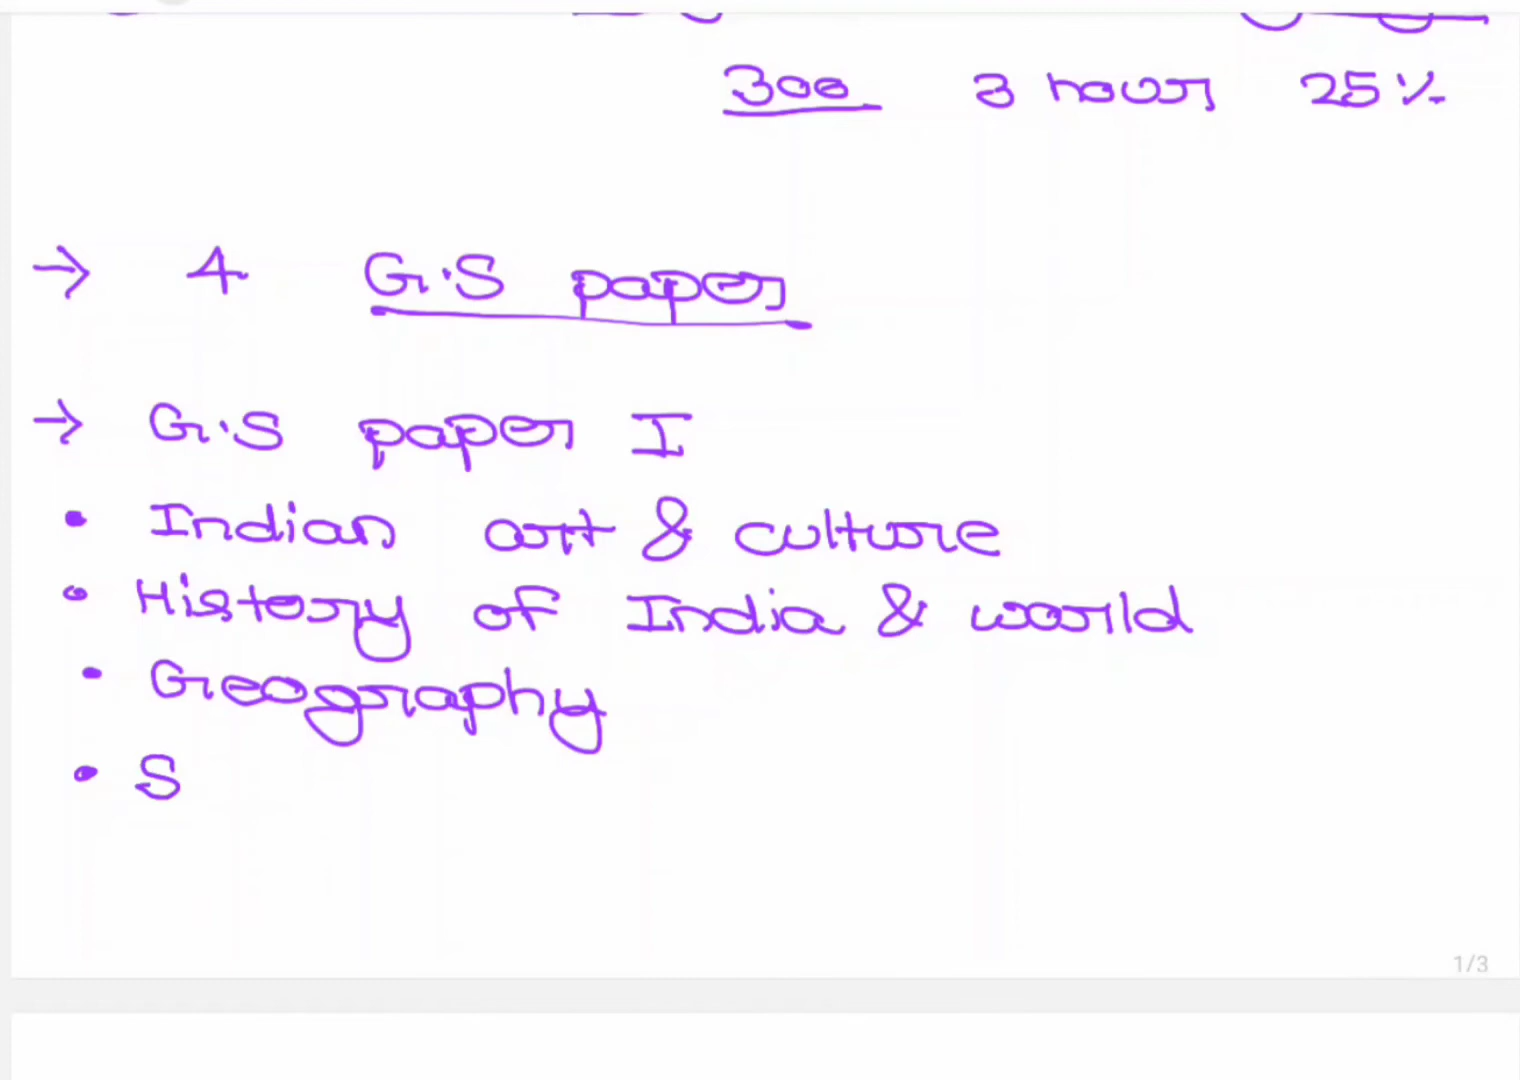 300 3 hour 25%
→ 4 G.S paper
→ G.S paper I
• Indian art & culture
• History of India & world
• Geography
• S
1/3